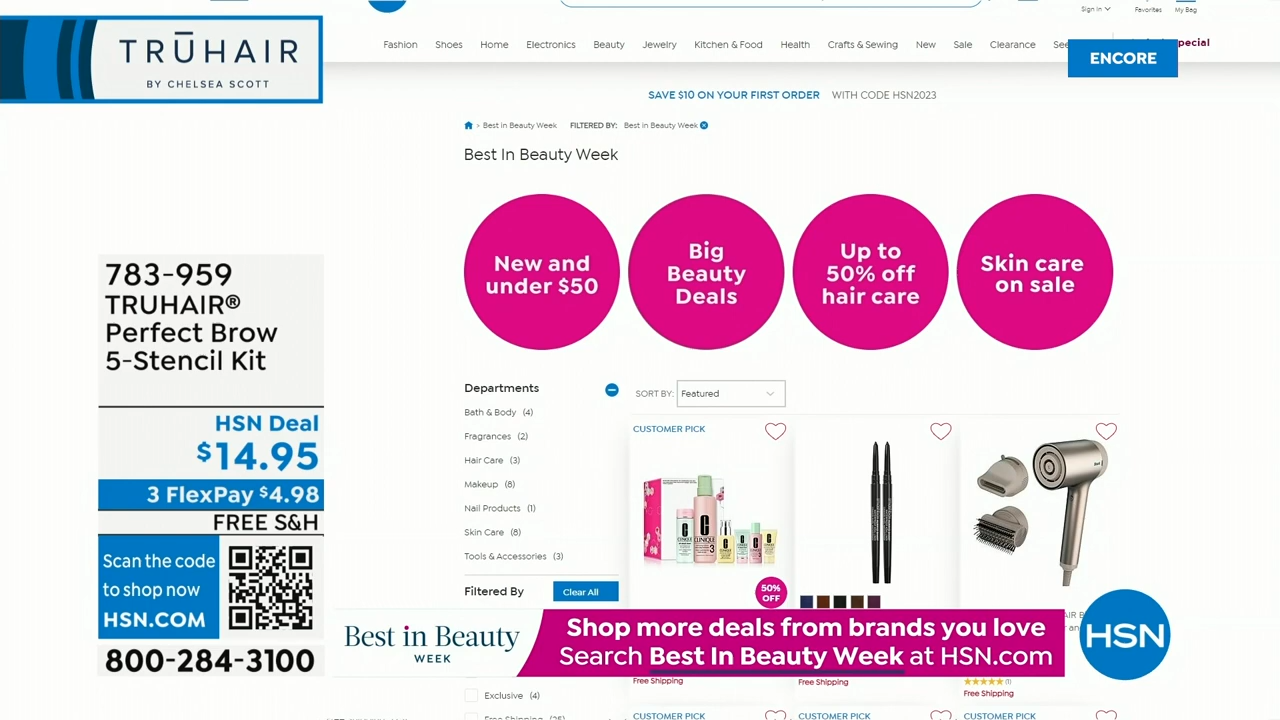 TRŪHAIR
BY CHELSEA SCOTT
Sign In
Favorites
My Bag
Fashion Shoes Home Electronics Beauty Jewelry Kitchen & Food Health Crafts & Sewing New Sale Clearance
ENCORE
SAVE $10 ON YOUR FIRST ORDER WITH CODE HSN2023
> Best in Beauty Week FILTERED BY: Best in Beauty Week
Best In Beauty Week
New and
under $50
Big
Beauty
Deals
Up to
50% off
hair care
Skin care
on sale
783-959
TRUHAIR®
Perfect Brow
5-Stencil Kit
HSN Deal
$14.95
3 FlexPay $4.98
FREE S&H
Scan the code
to shop now
HSN.COM
800-284-3100
Departments
Bath & Body (4)
Fragrances (2)
Hair Care (3)
Makeup (8)
Nail Products (1)
Skin Care (8)
Tools & Accessories (3)
Filtered By
Clear All
Exclusive (4)
SORT BY: Featured
CUSTOMER PICK
CLINIQUE
50%
OFF
Best in Beauty
WEEK
Shop more deals from brands you love
Search Best In Beauty Week at HSN.com
HSN
Free Shipping
Free Shipping
(1)
Free Shipping
CUSTOMER PICK
CUSTOMER PICK
CUSTOMER PICK